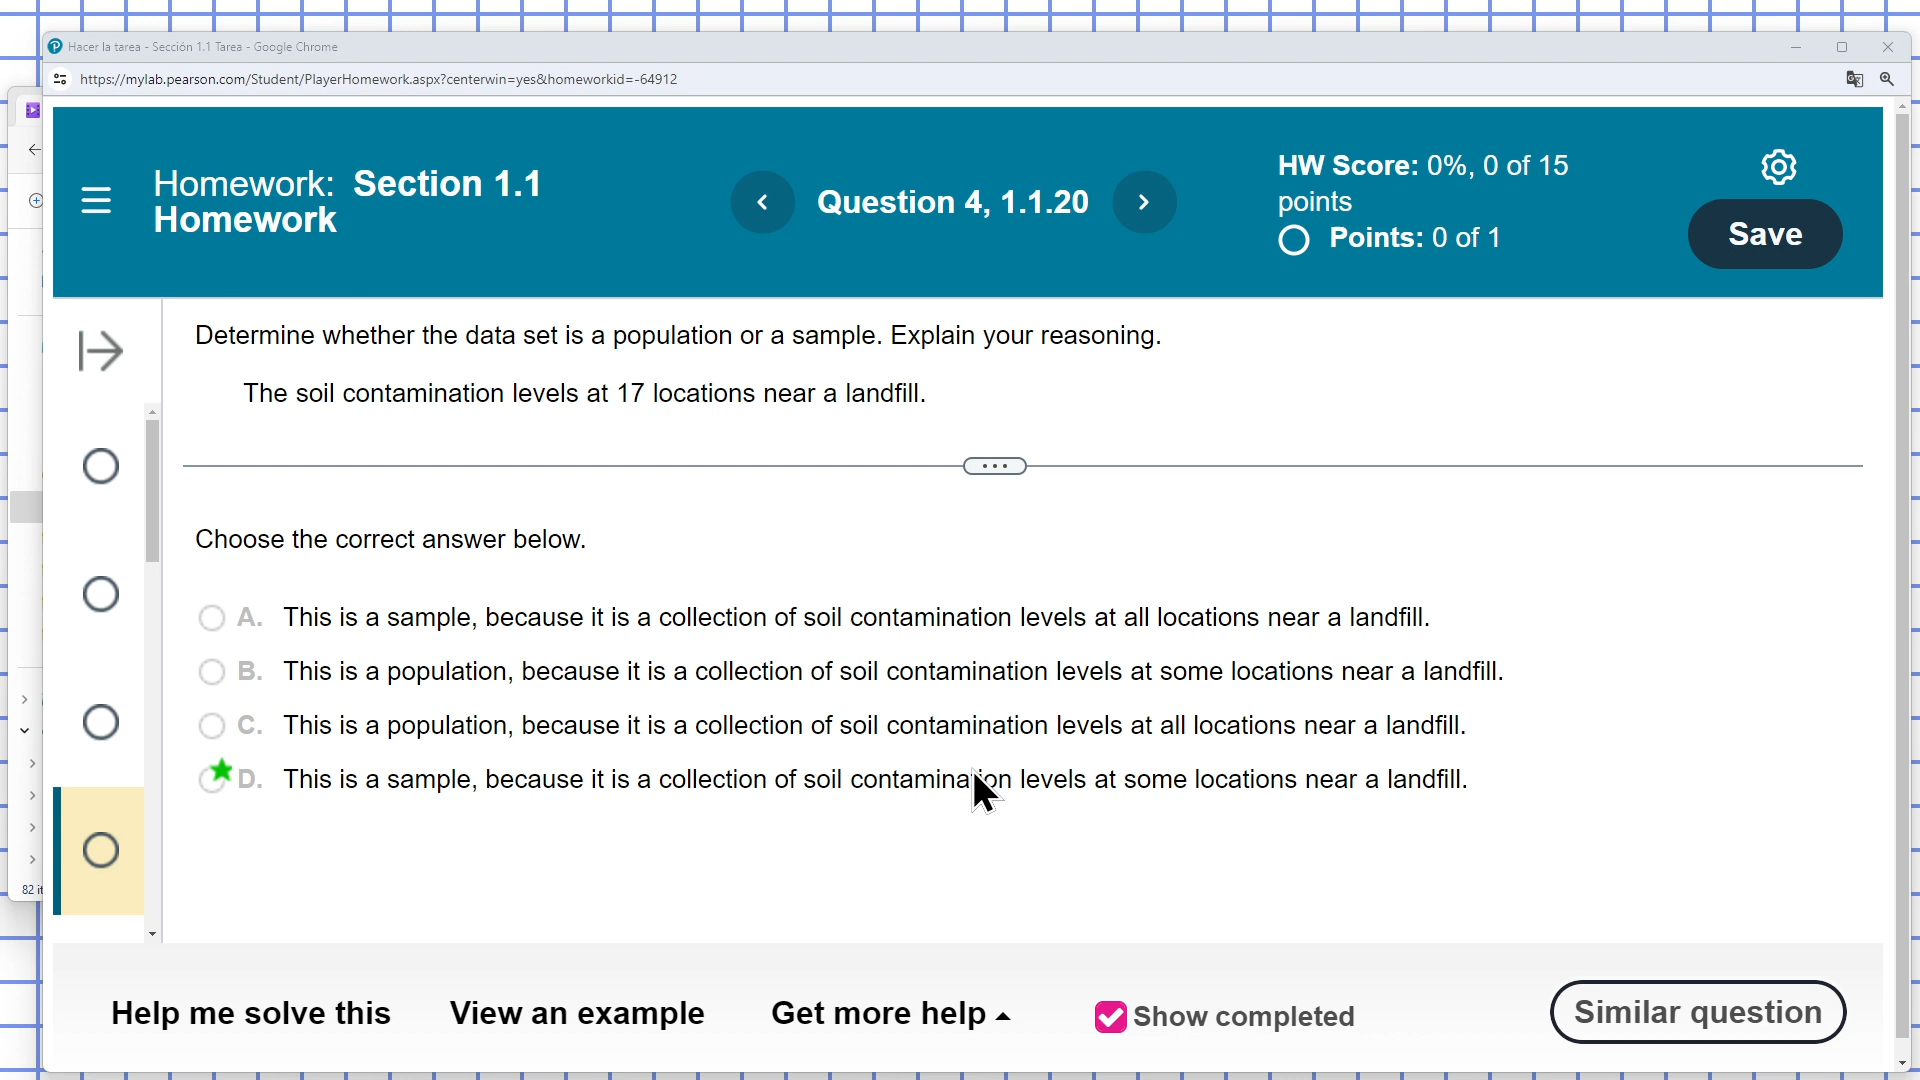 Hacer la tarea - Sección 1.1 Tarea - Google Chrome
https://mylab.pearson.com/Student/PlayerHomework.aspx?centerwin=yes&homeworkid=-64912
Homework: Section 1.1
Homework
Question 4, 1.1.20
HW Score: 0%, 0 of 15
points
Points: 0 of 1
Save
Determine whether the data set is a population or a sample. Explain your reasoning.
The soil contamination levels at 17 locations near a landfill.
Choose the correct answer below.
A. This is a sample, because it is a collection of soil contamination levels at all locations near a landfill.
B. This is a population, because it is a collection of soil contamination levels at some locations near a landfill.
C. This is a population, because it is a collection of soil contamination levels at all locations near a landfill.
D. This is a sample, because it is a collection of soil contamination levels at some locations near a landfill.
82
Help me solve this
View an example
Get more help
Show completed
Similar question